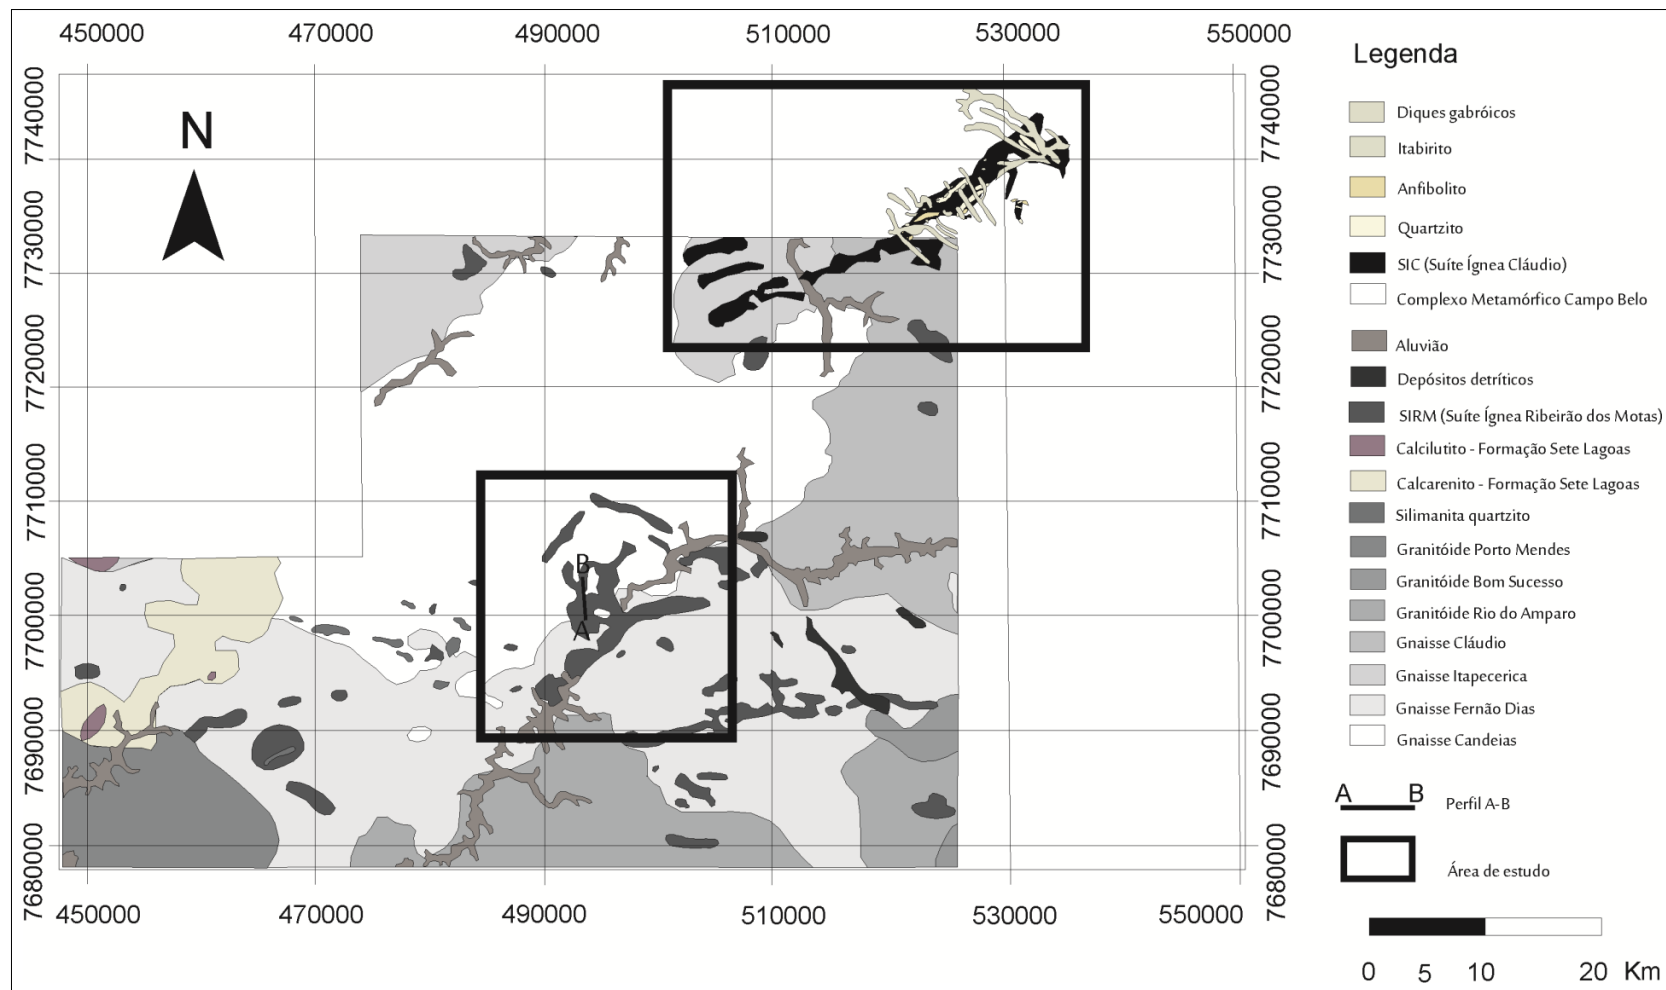 450000 470000 490000 510000 530000 550000
7740000
7730000
7720000
7710000
7700000
7690000
7680000
N
B
A
7740000
7730000
7720000
7710000
7700000
7690000
7680000
450000 470000 490000 510000 530000 550000
Legenda
Diques gabróicos
Itabirito
Anfibolito
Quartzito
SIC (Suíte Ígnea Cláudio)
Complexo Metamórfico Campo Belo
Aluvião
Depósitos detríticos
SIRM (Suíte Ígnea Ribeirão dos Motas)
Calcilutito - Formação Sete Lagoas
Calcarenito - Formação Sete Lagoas
Silimanita quartzito
Granitóide Porto Mendes
Granitóide Bom Sucesso
Granitóide Rio do Amparo
Gnaisse Cláudio
Gnaisse Itapecerica
Gnaisse Fernão Dias
Gnaisse Candeias
A B Perfil A-B
Área de estudo
0 5 10 20 Km